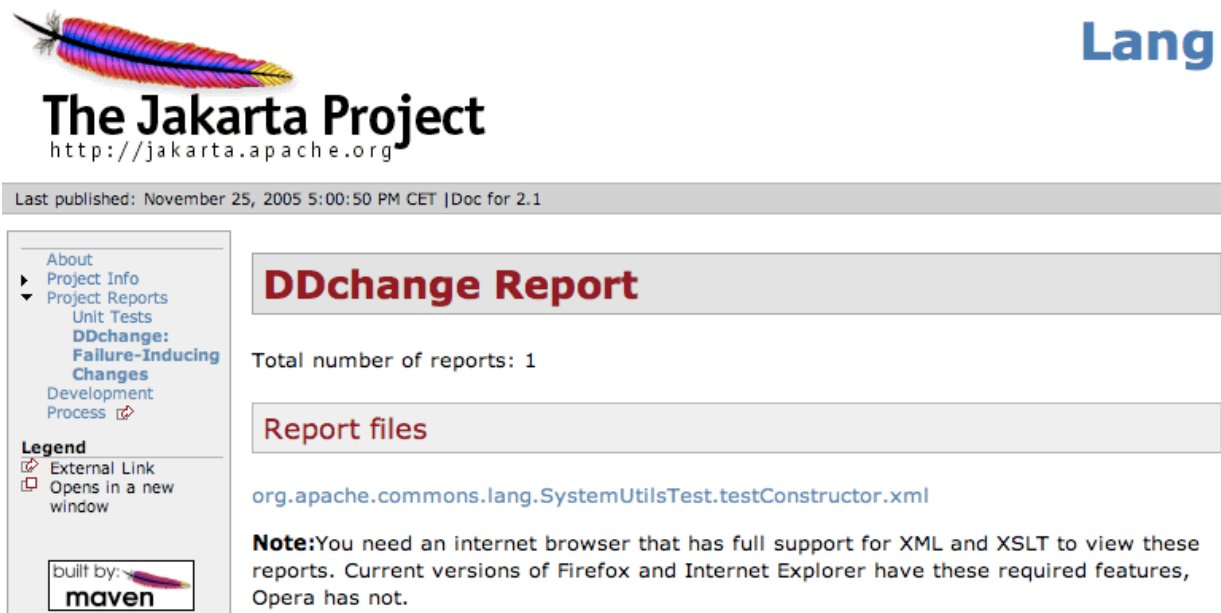 Lang
The Jakarta Project
http://jakarta.apache.org
Last published: November 25, 2005 5:00:50 PM CET |Doc for 2.1
About
Project Info
Project Reports
Unit Tests
DDchange:
Failure-Inducing
Changes
Development
Process
Legend
External Link
Opens in a new
window
built by:
maven
DDchange Report
Total number of reports: 1
Report files
org.apache.commons.lang.SystemUtilsTest.testConstructor.xml
Note:You need an internet browser that has full support for XML and XSLT to view these
reports. Current versions of Firefox and Internet Explorer have these required features,
Opera has not.